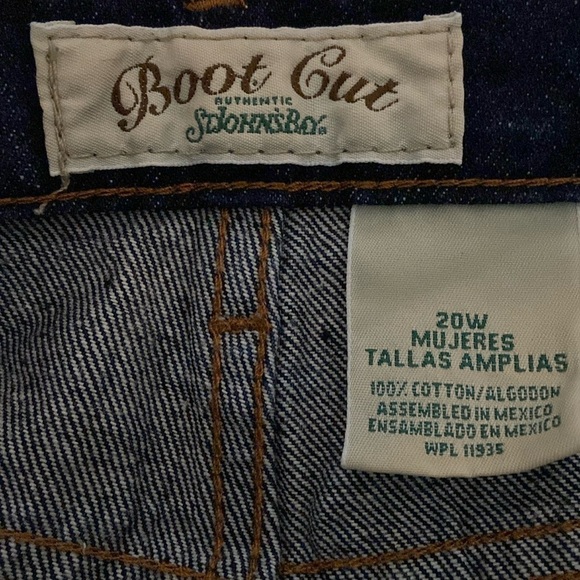 Boot Cut
AUTHENTIC
ST.JOHN'SBAY®
20W
MUJERES
TALLAS AMPLIAS
100% COTTON/ALGODON
ASSEMBLED IN MEXICO
ENSAMBLADO EN MEXICO
WPL 11935